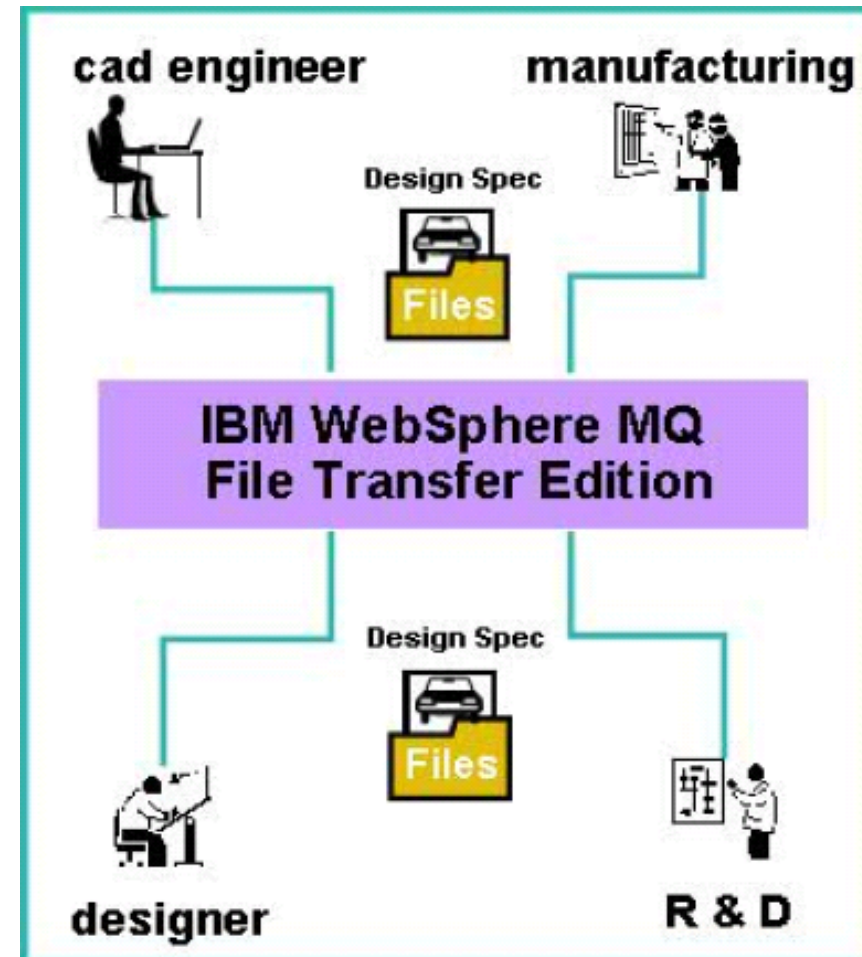 cad engineer
manufacturing
Design Spec
Files
IBM WebSphere MQ
File Transfer Edition
Design Spec
Files
designer
R & D